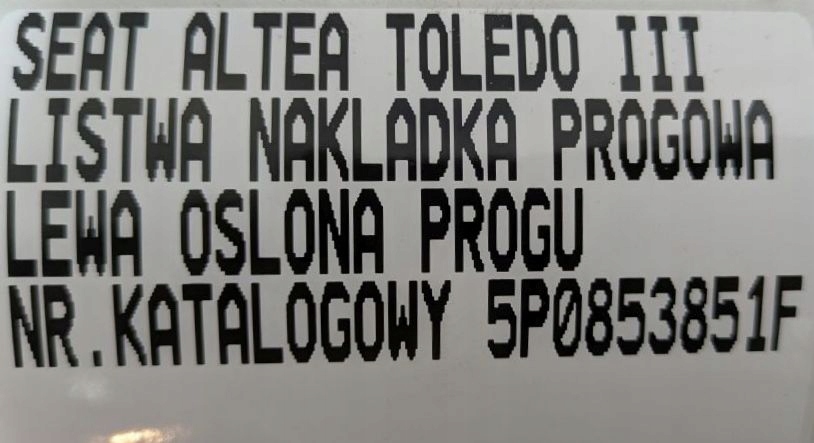 SEAT ALTEA TOLEDO III
LISTWA NAKLADKA PROGOWA
LEWA OSLONA PROGU
NR.KATALOGOWY 5P0853851F